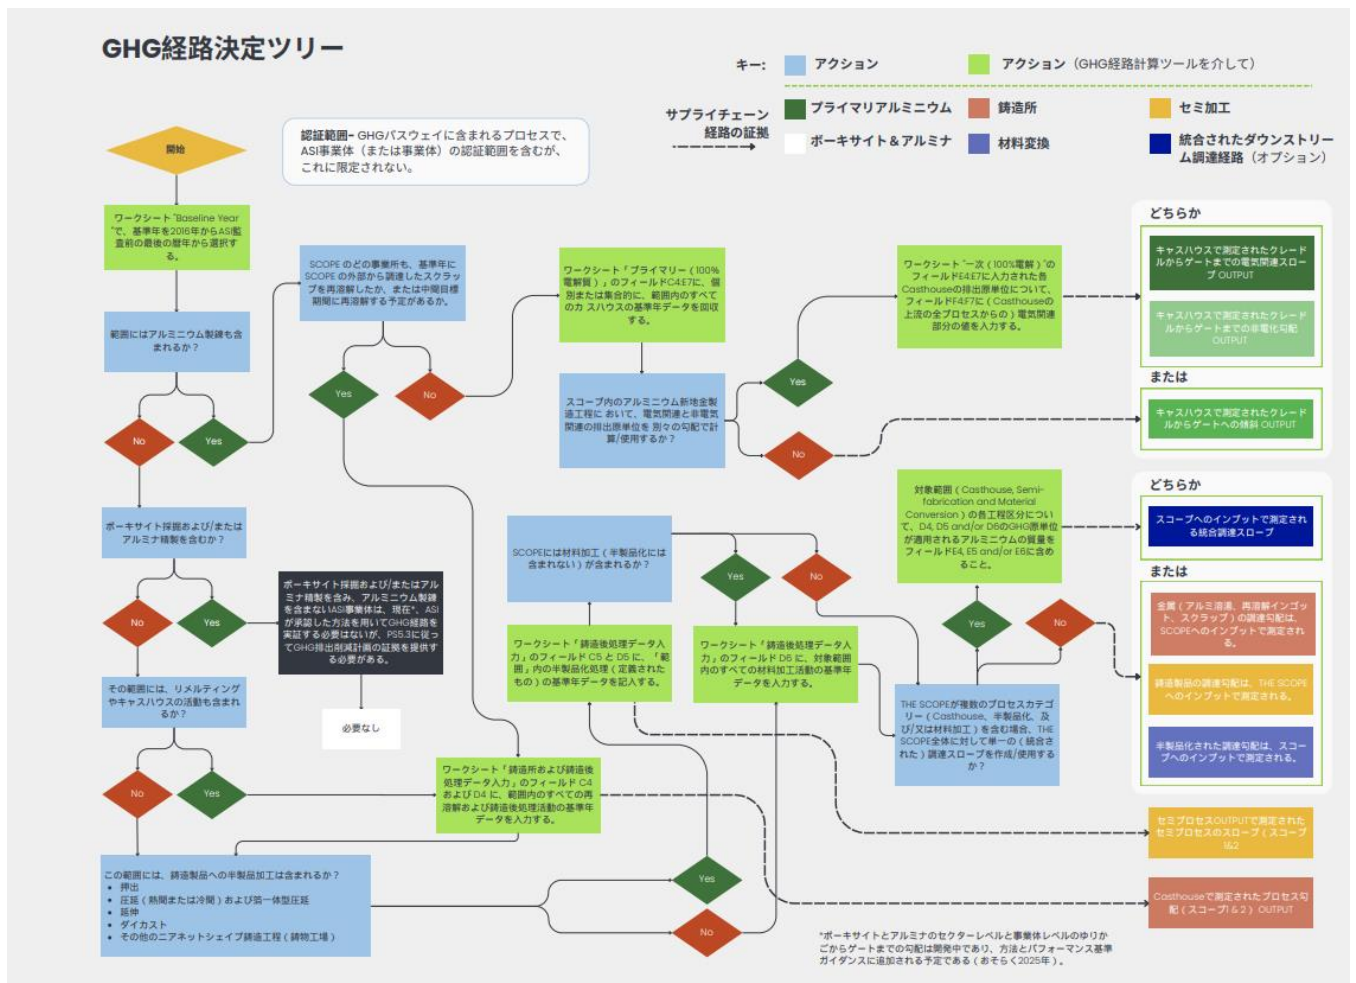 GHG経路決定ツリー
キー:
アクション
アクション（GHG経路計算ツールを介して）
サプライチェーン
経路の証拠
プライマリアルミニウム
鋳造所
セミ加工
ボーキサイト＆アルミナ
材料変換
統合されたダウンストリー
ム調達経路（オプション）
認証範囲- GHGパスウェイに含まれるプロセスで、
ASI事業体（または事業体）の認証範囲を含むが、
これに限定されない。
開始
ワークシート "Baseline Year
"で、基準年を2016年からASI監
査前の最後の暦年から選択す
る。
範囲にはアルミニウム製錬も含
まれるか？
No
Yes
ボーキサイト採掘および/または
アルミナ精製を含むか？
No
Yes
ボーキサイト採掘および/またはアル
ミナ精製を含み、アルミニウム製錬
を含まないASI事業体は、現在*、ASI
が承認した方法を用いてGHG経路を
実証する必要はないが、PS5.3に従っ
てGHG排出削減計画の証拠を提供す
る必要がある。
必要なし
その範囲には、リメルティング
やキャスハウスの活動も含まれ
るか？
No
Yes
この範囲には、鋳造製品への半製品加工は含まれるか？
• 押出
• 圧延（熱間または冷間）および箔一体型圧延
• 延伸
• ダイカスト
• その他のニアネットシェイプ鋳造工程（鋳物工場）
SCOPE のどの事業所も、基準年に
SCOPE の外部から調達したスクラッ
プを再溶解したか、または中間目標
期間に再溶解する予定があるか。
Yes
No
ワークシート「プライマリー（100%
電解質）」のフィールドC4:E7に、個
別または集合的に、範囲内のすべて
のカ スハウスの基準年データを回収
する。
スコープ内のアルミニウム新地金製
造工程に おいて、電気関連と非電気
関連の排出原単位を 別々の勾配で計
算/使用するか？
Yes
No
ワークシート "一次（100%電解）"の
フィールドE4:E7に入力された各
Casthouseの排出原単位について、
フィールドF4:F7に（Casthouseの
上流の全プロセスからの）電気関連
部分の値を入力する。
どちらか
キャスハウスで測定されたクレード
ルからゲートまでの電気関連スロー
プ OUTPUT
キャスハウスで測定されたクレード
ルからゲートまでの非電化勾配
OUTPUT
または
キャスハウスで測定されたクレード
ルからゲートへの傾斜 OUTPUT
SCOPEには材料加工（半製品化には
含まれない）が含まれるか？
Yes
No
ワークシート「鋳造後処理データ入
力」のフィールド C5 と D5 に、「範
囲」内の半製品化処理（定義された
もの）の基準年データを記入する。
ワークシート「鋳造後処理データ入
力」のフィールド D6 に、対象範囲
内のすべての材料加工活動の基準年
データを入力する。
ワークシート「鋳造所および鋳造後
処理データ入力」のフィールド C4
および D4 に、範囲内のすべての再
溶解および鋳造後処理活動の基準年
データを入力する。
Yes
No
対象範囲（Casthouse, Semi-
fabrication and Material
Conversion）の各工程区分につい
て、D4, D5 and/or D6のGHG原単位
が適用されるアルミニウムの質量を
フィールドE4, E5 and/or E6に含め
ること。
Yes
No
THE SCOPEが複数のプロセスカテゴ
リー（Casthouse、半製品化、及
び/又は材料加工）を含む場合、THE
SCOPE全体に対して単一の（統合さ
れた）調達スロープを作成/使用する
か？
どちらか
スコープへのインプットで測定され
る統合調達スロープ
または
金属（アルミ溶湯、再溶解インゴッ
ト、スクラップ）の調達勾配は、
SCOPEへのインプットで測定され
る。
鋳造製品の調達勾配は、THE SCOPE
へのインプットで測定される。
半製品化された調達勾配は、スコー
プへのインプットで測定される。
セミプロセスOUTPUTで測定された
セミプロセスのスロープ（スコープ
1&2
Casthouseで測定されたプロセス勾
配（スコープ1 & 2） OUTPUT
*ボーキサイトとアルミナのセクターレベルと事業体レベルのゆりか
ごからゲートまでの勾配は開発中であり、方法とパフォーマンス基準
ガイダンスに追加される予定である（おそらく2025年）。